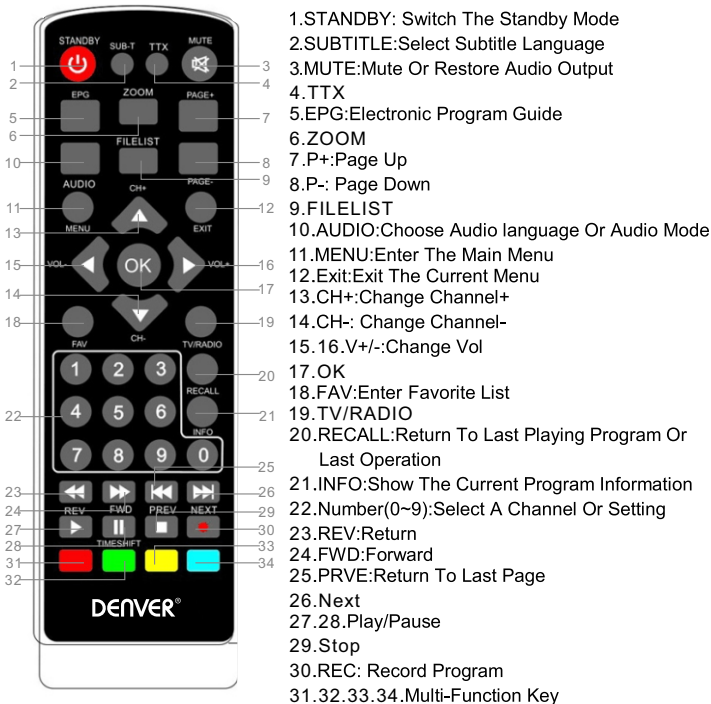 STANDBY
SUB-T
TTX
MUTE
1
2
3
4
EPG
ZOOM
PAGE+
5
6
7
FILELIST
10
8
9
AUDIO
CH+
PAGE-
11
12
MENU
EXIT
13
15
VOL-
OK
VOL+
16
14
17
18
19
FAV
CH-
TV/RADIO
1
2
3
20
RECALL
4
5
6
22
21
INFO
7
8
9
0
25
23
26
24
REV
FWD
PREV
NEXT
29
27
30
28
TIMESHIFT
33
31
34
32
DENVER®
1.STANDBY: Switch The Standby Mode
2.SUBTITLE:Select Subtitle Language
3.MUTE:Mute Or Restore Audio Output
4.TTX
5.EPG:Electronic Program Guide
6.ZOOM
7.P+:Page Up
8.P-: Page Down
9.FILELIST
10.AUDIO:Choose Audio language Or Audio Mode
11.MENU:Enter The Main Menu
12.Exit:Exit The Current Menu
13.CH+:Change Channel+
14.CH-: Change Channel-
15.16.V+/-:Change Vol
17.OK
18.FAV:Enter Favorite List
19.TV/RADIO
20.RECALL:Return To Last Playing Program Or
Last Operation
21.INFO:Show The Current Program Information
22.Number(0~9):Select A Channel Or Setting
23.REV:Return
24.FWD:Forward
25.PRVE:Return To Last Page
26.Next
27.28.Play/Pause
29.Stop
30.REC: Record Program
31.32.33.34.Multi-Function Key